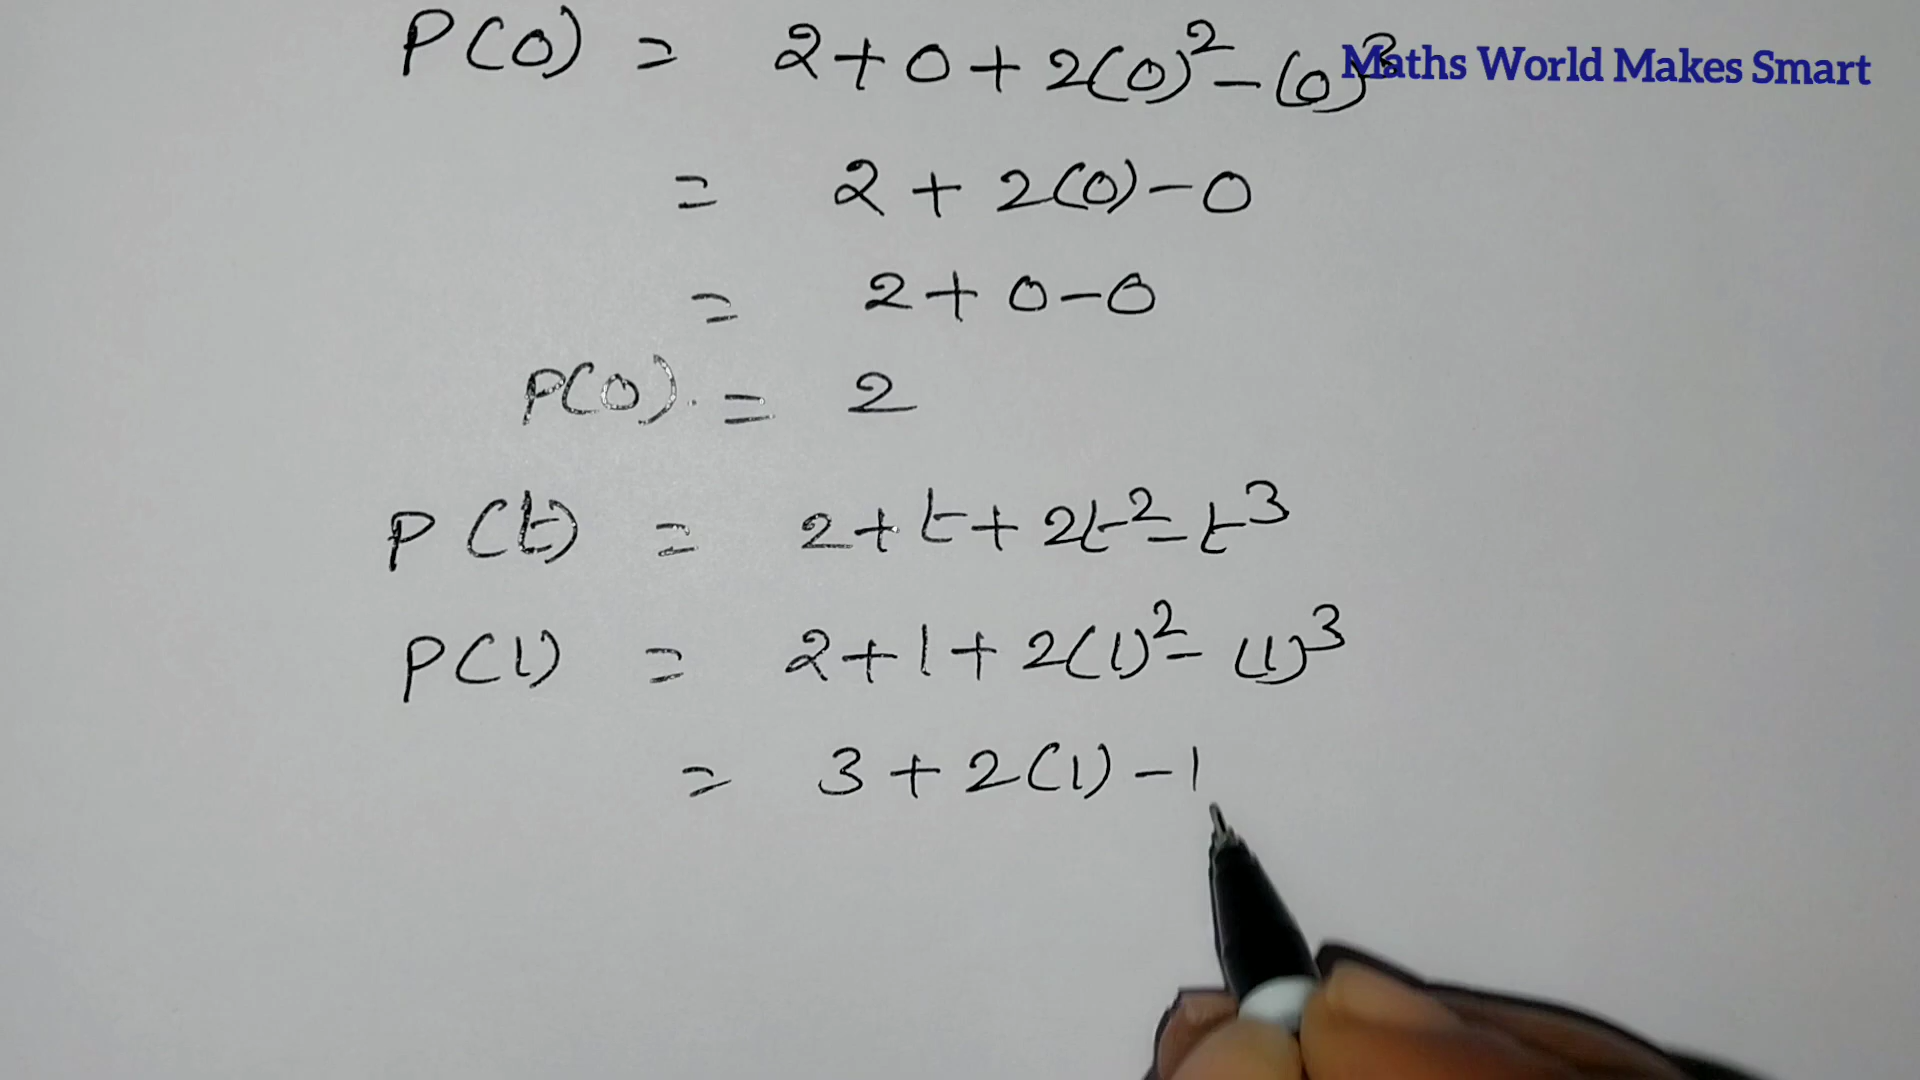 P(0) = 2+0+2(0)²-(0)³
Maths World Makes Smart
= 2+2(0)-0
= 2+0-0
P(0) = 2
P(t) = 2+t+2t²-t³
P(1) = 2+1+2(1)²-(1)³
= 3+2(1)-1